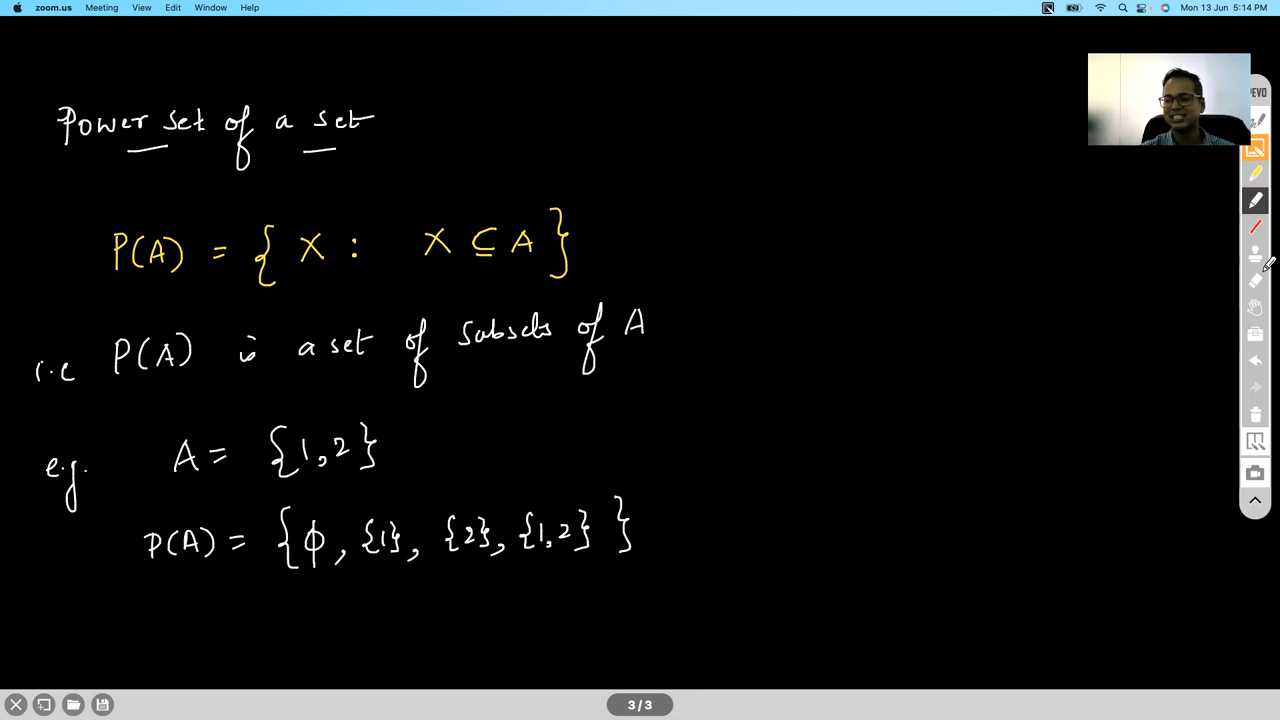 zoom.us Meeting View Edit Window Help Mon 13 Jun 5:14 PM
Power set of a set
P(A) = { X : X ⊆ A }
i.e P(A) is a set of subsets of A
e.g. A = {1,2}
P(A) = {ϕ, {1}, {2}, {1,2} }
3/3